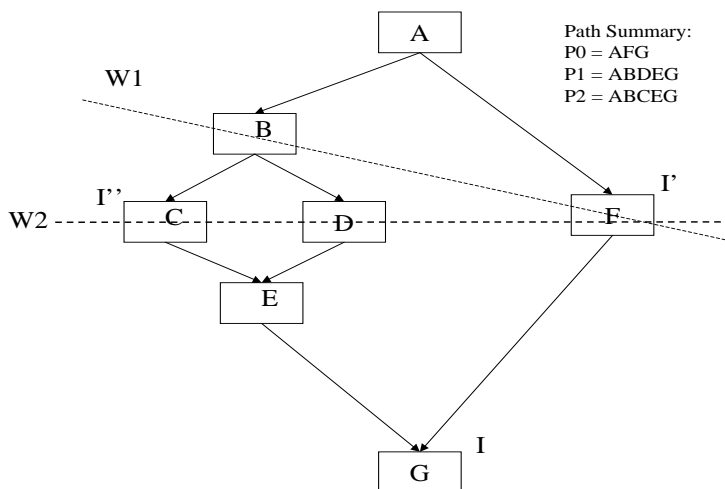 A
Path Summary:
P0 = AFG
P1 = ABDEG
P2 = ABCEG
W1
B
I''
I'
W2
C
D
F
E
I
G